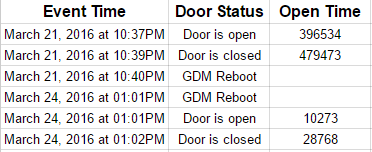 Event Time Door Status Open Time
March 21, 2016 at 10:37PM Door is open 396534
March 21, 2016 at 10:39PM Door is closed 479473
March 21, 2016 at 10:40PM GDM Reboot
March 24, 2016 at 01:01PM GDM Reboot
March 24, 2016 at 01:01PM Door is open 10273
March 24, 2016 at 01:02PM Door is closed 28768